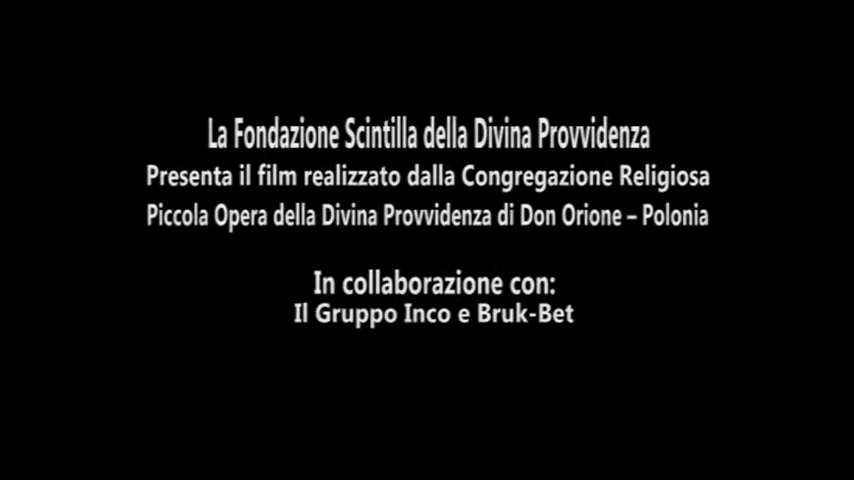 La Fondazione Scintilla della Divina Provvidenza
Presenta il film realizzato dalla Congregazione Religiosa
Piccola Opera della Divina Provvidenza di Don Orione – Polonia
In collaborazione con:
Il Gruppo Inco e Bruk-Bet